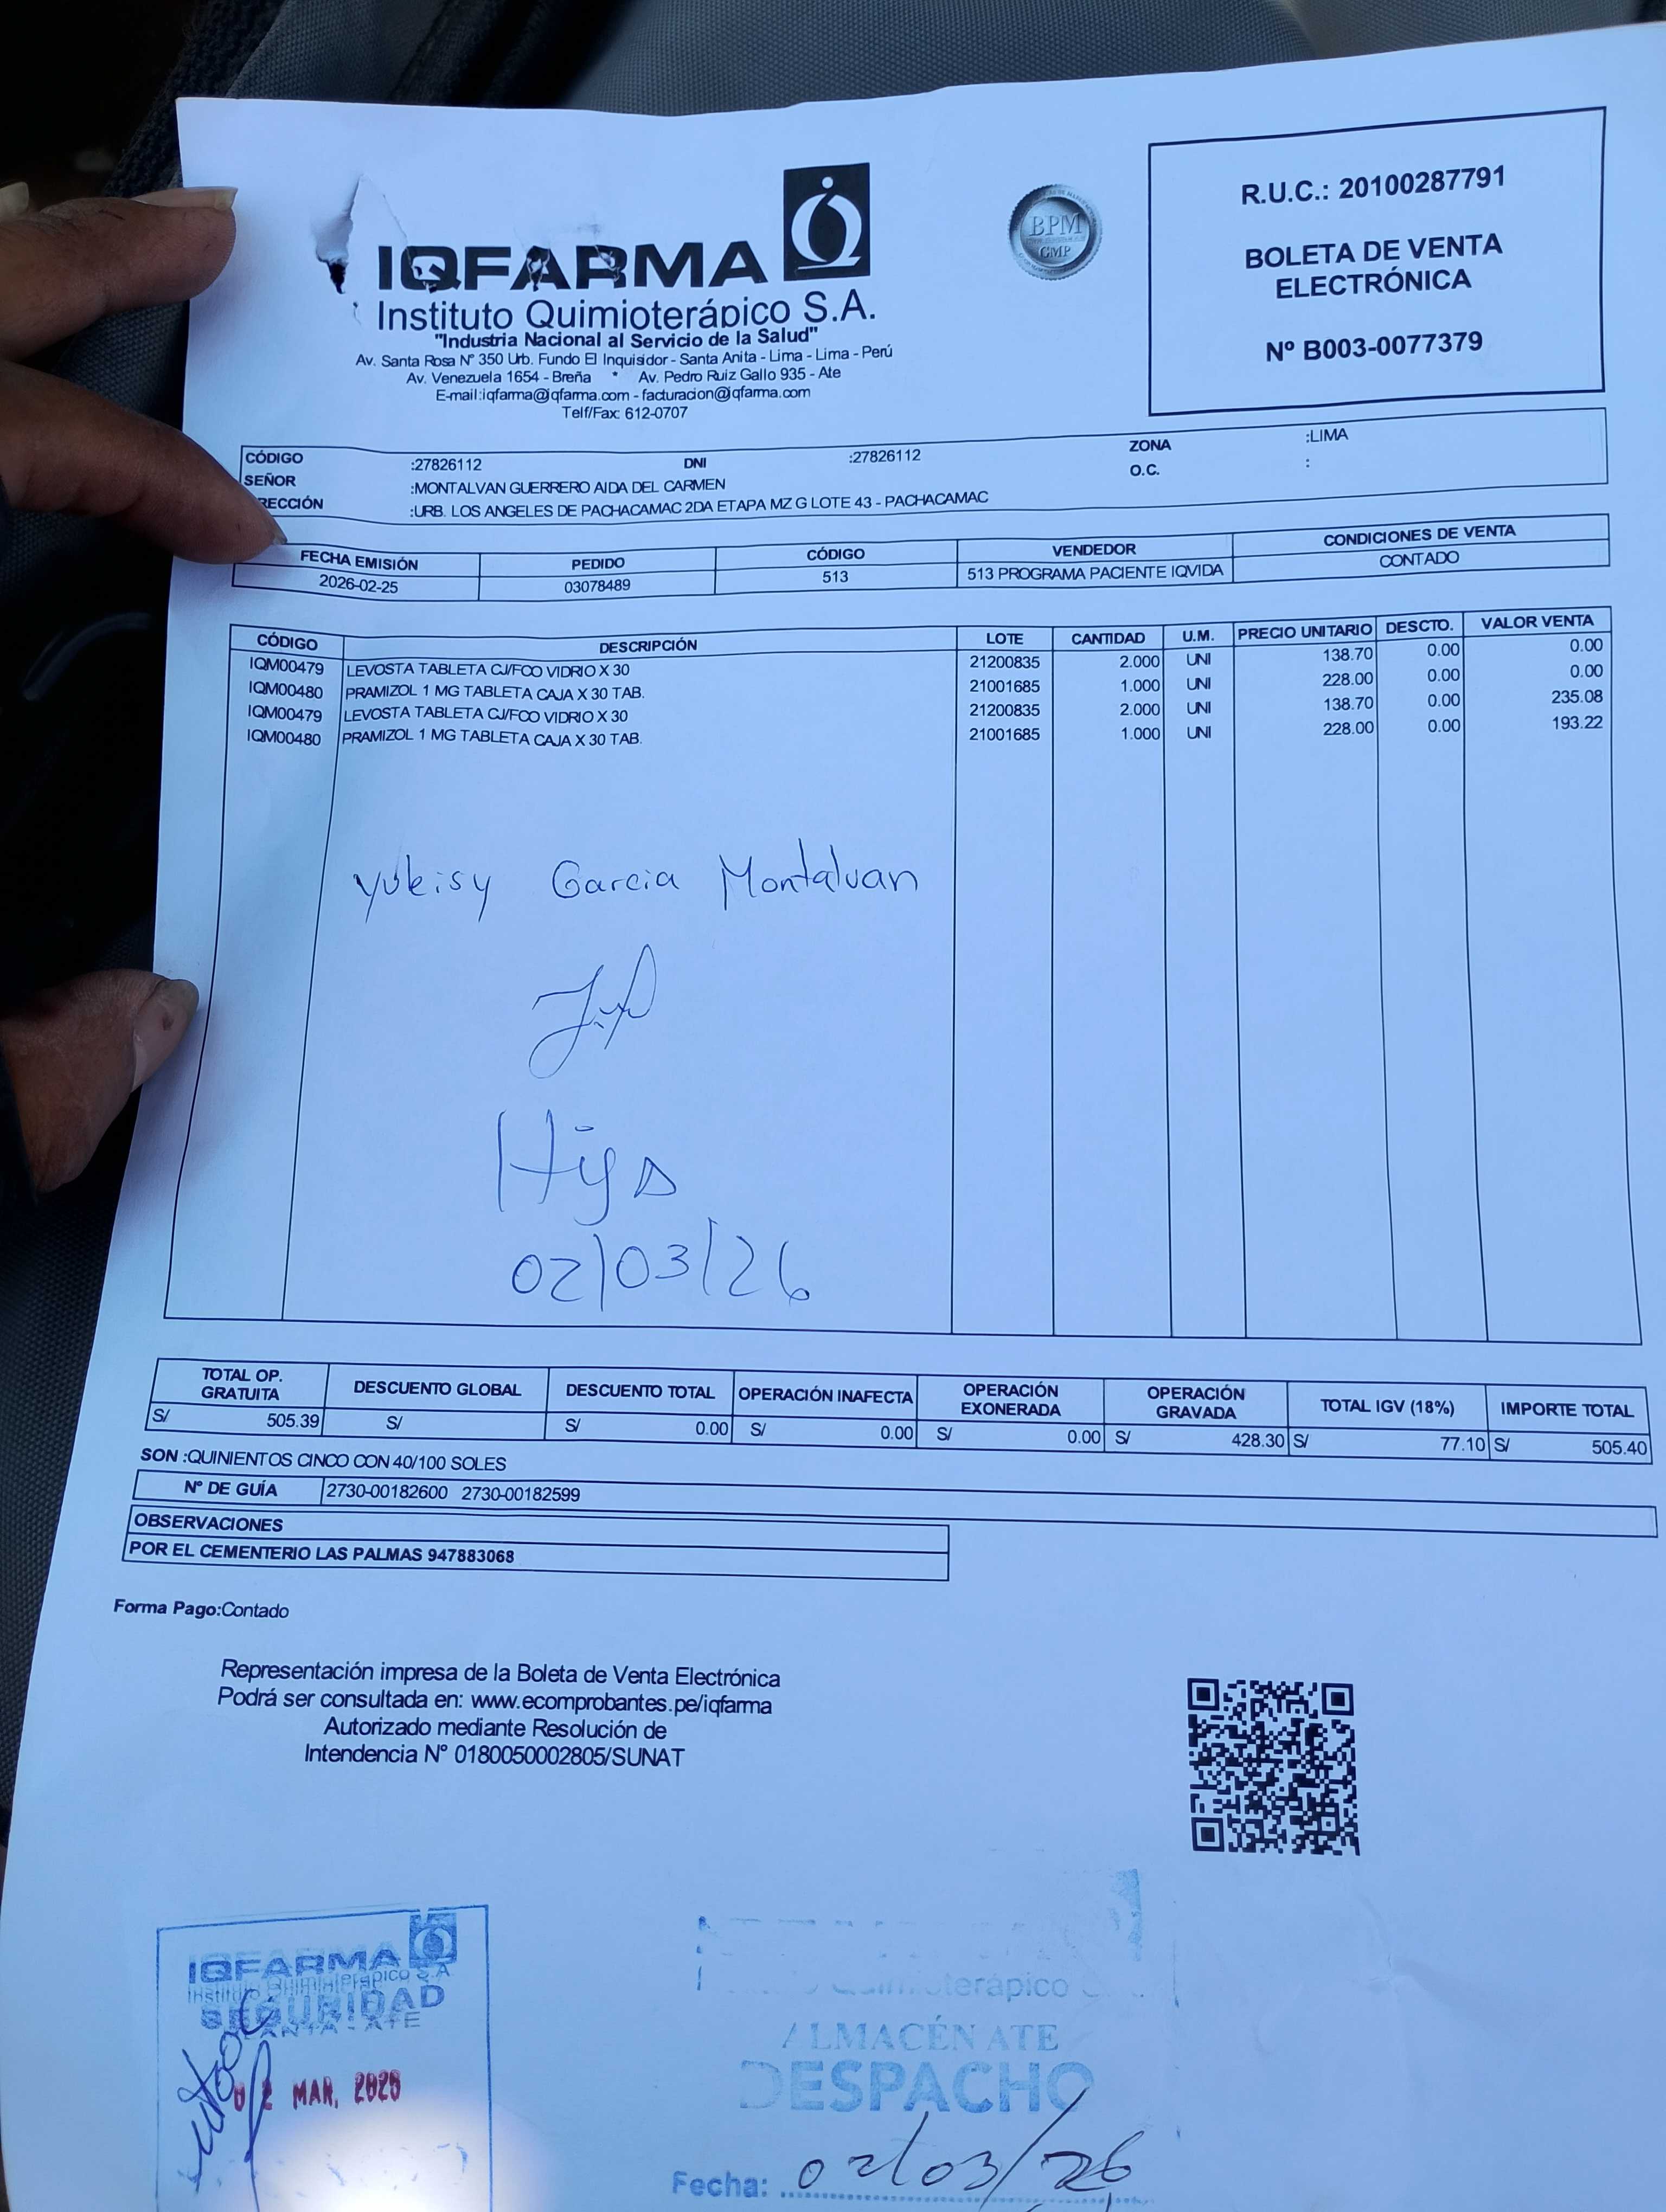 IQFARMA
Instituto Quimioterápico S.A.
"Industria Nacional al Servicio de la Salud"
Av. Santa Rosa Nº 350 Urb. Fundo El Inquisidor - Santa Anita - Lima - Lima - Perú
Av. Venezuela 1654 - Breña * Av. Pedro Ruiz Gallo 935 - Ate
E-mail:iqfarma@iqfarma.com - facturacion@iqfarma.com
Telf/Fax: 612-0707
BPM
GMP
R.U.C.: 20100287791
BOLETA DE VENTA
ELECTRÓNICA
Nº B003-0077379
CÓDIGO :27826112 DNI :27826112 ZONA :LIMA
SEÑOR :MONTALVAN GUERRERO AIDA DEL CARMEN O.C. :
RECCIÓN :URB. LOS ANGELES DE PACHACAMAC 2DA ETAPA MZ G LOTE 43 - PACHACAMAC
FECHA EMISIÓN PEDIDO CÓDIGO VENDEDOR CONDICIONES DE VENTA
2026-02-25 03078489 513 513 PROGRAMA PACIENTE IQVIDA CONTADO
CÓDIGO DESCRIPCIÓN LOTE CANTIDAD U.M. PRECIO UNITARIO DESCTO. VALOR VENTA
IQM00479 LEVOSTA TABLETA CJ/FCO VIDRIO X 30 21200835 2.000 UNI 138.70 0.00 0.00
IQM00480 PRAMIZOL 1 MG TABLETA CAJA X 30 TAB. 21001685 1.000 UNI 228.00 0.00 0.00
IQM00479 LEVOSTA TABLETA CJ/FCO VIDRIO X 30 21200835 2.000 UNI 138.70 0.00 235.08
IQM00480 PRAMIZOL 1 MG TABLETA CAJA X 30 TAB. 21001685 1.000 UNI 228.00 0.00 193.22
Yukeisy Garcia Montalvan
Hija
02/03/26
TOTAL OP. GRATUITA DESCUENTO GLOBAL DESCUENTO TOTAL OPERACIÓN INAFECTA OPERACIÓN EXONERADA OPERACIÓN GRAVADA TOTAL IGV (18%) IMPORTE TOTAL
S/ 505.39 S/ S/ 0.00 S/ 0.00 S/ 0.00 S/ 428.30 S/ 77.10 S/ 505.40
SON :QUINIENTOS CINCO CON 40/100 SOLES
Nº DE GUÍA 2730-00182600 2730-00182599
OBSERVACIONES
POR EL CEMENTERIO LAS PALMAS 947883068
Forma Pago:Contado
Representación impresa de la Boleta de Venta Electrónica
Podrá ser consultada en: www.ecomprobantes.pe/iqfarma
Autorizado mediante Resolución de
Intendencia Nº 0180050002805/SUNAT
IQFARMA
Instituto Quimioterápico S.A
SEGURIDAD
PLANTA - ATE
02 MAR. 2026
Quimioterápico
ALMACÉN ATE
DESPACHO
Fecha: 02/03/26